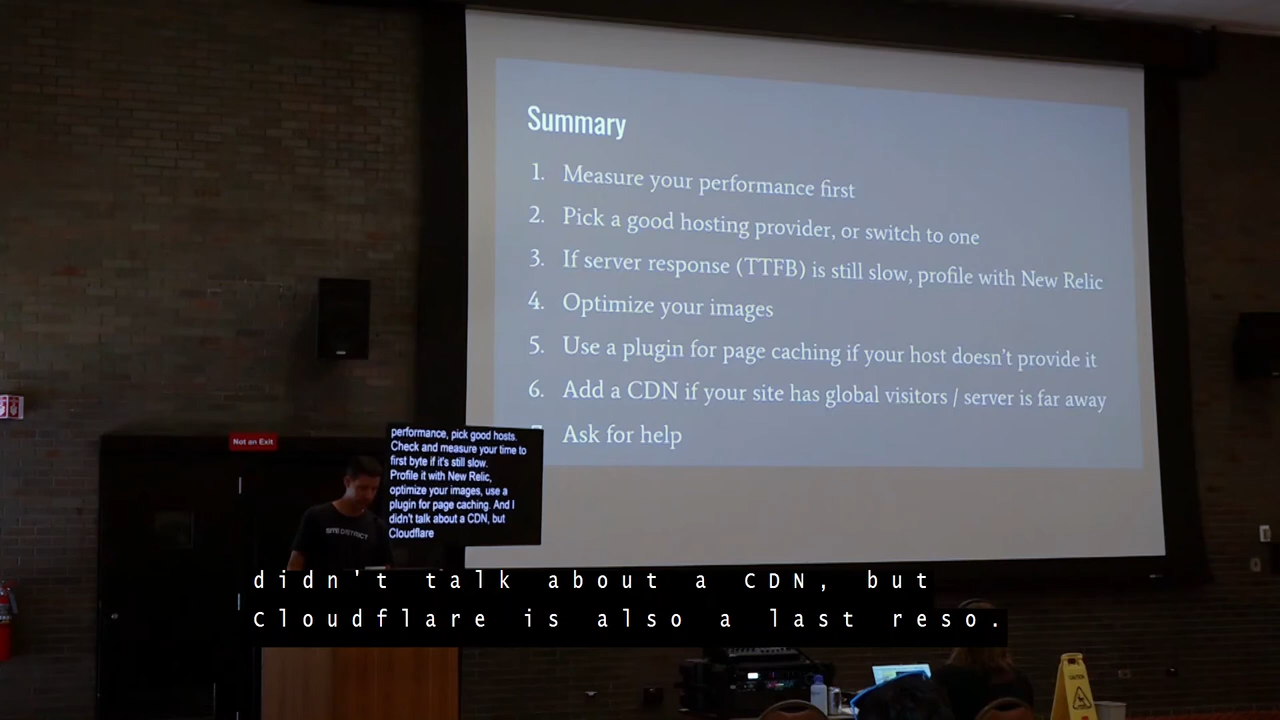 Summary
1. Measure your performance first
2. Pick a good hosting provider, or switch to one
3. If server response (TTFB) is still slow, profile with New Relic
4. Optimize your images
5. Use a plugin for page caching if your host doesn't provide it
6. Add a CDN if your site has global visitors / server is far away
Ask for help
Not an Exit
performance, pick good hosts.
Check and measure your time to
first byte if it's still slow.
Profile it with New Relic,
optimize your images, use a
plugin for page caching. And I
didn't talk about a CDN, but
Cloudflare
SITE DISTRICT
didn't talk about a CDN, but
Cloudflare is also a last reso.
CAUTION